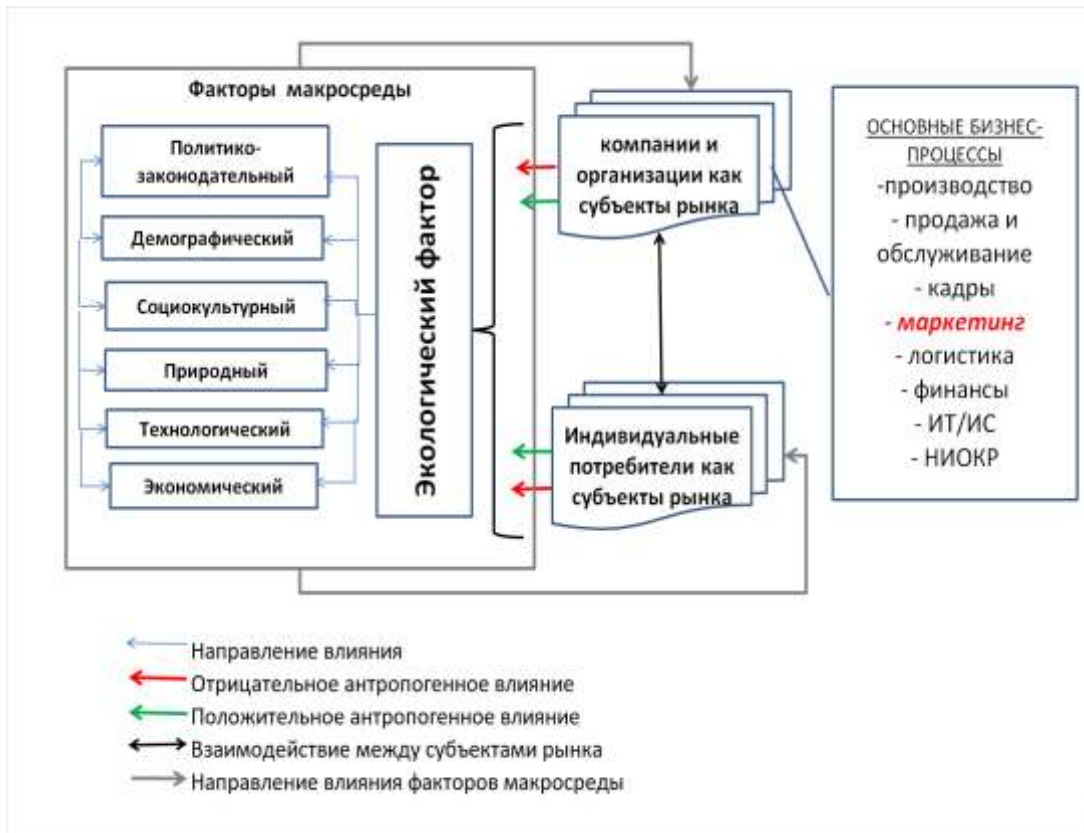 Факторы макросреды
Политико-
законодательный
Демографический
Социокультурный
Природный
Технологический
Экономический
Экологический фактор
компании и
организации как
субъекты рынка
Индивидуальные
потребители как
субъекты рынка
ОСНОВНЫЕ БИЗНЕС-
ПРОЦЕССЫ
-производство
- продажа и
обслуживание
- кадры
- маркетинг
- логистика
- финансы
- ИТ/ИС
- НИОКР
Направление влияния
Отрицательное антропогенное влияние
Положительное антропогенное влияние
Взаимодействие между субъектами рынка
Направление влияния факторов макросреды